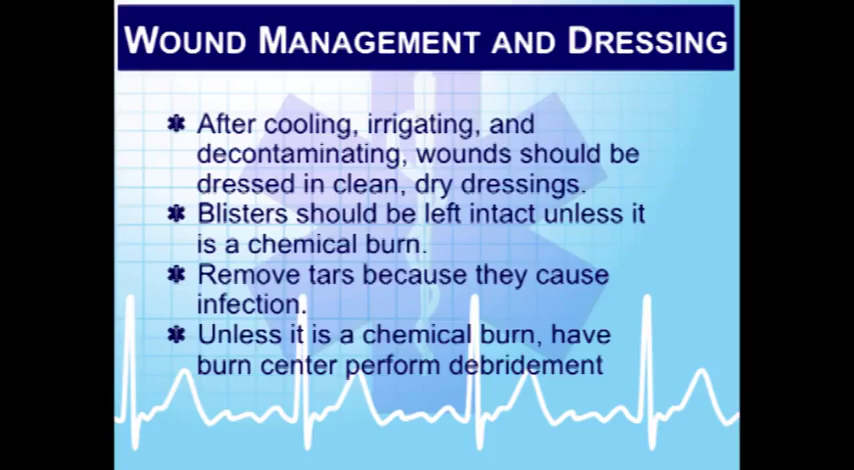 WOUND MANAGEMENT AND DRESSING
After cooling, irrigating, and
decontaminating, wounds should be
dressed in clean, dry dressings.
Blisters should be left intact unless it
is a chemical burn.
Remove tars because they cause
infection.
Unless it is a chemical burn, have
burn center perform debridement